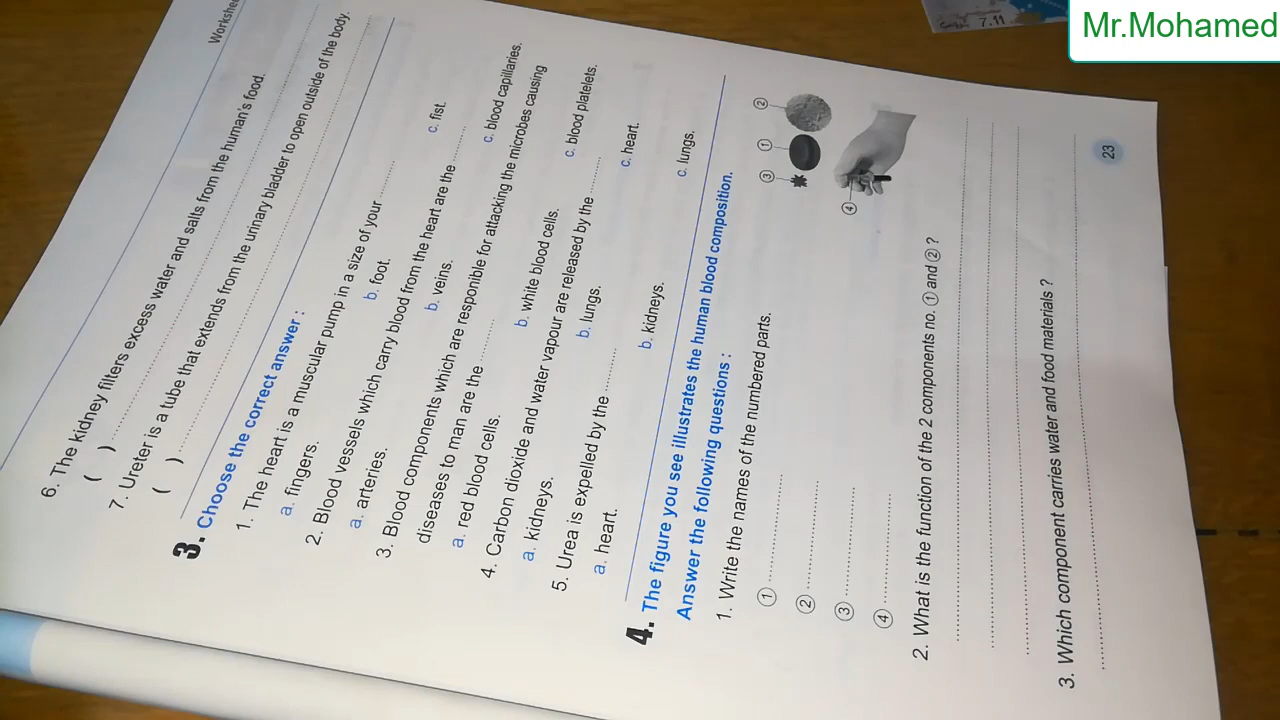 Mr.Mohamed
7.11
Workshee
6. The kidney filters excess water and salts from the human's food.
( ) ..........
7. Ureter is a tube that extends from the urinary bladder to open outside of the body.
( ) ..........
3. Choose the correct answer :
1. The heart is a muscular pump in a size of your ..........
a. fingers. b. foot. c. fist.
2. Blood vessels which carry blood from the heart are the ..........
a. arteries. b. veins. c. blood capillaries.
3. Blood components which are responsible for attacking the microbes causing
diseases to man are the ..........
a. red blood cells. b. white blood cells. c. blood platelets.
4. Carbon dioxide and water vapour are released by the ..........
a. kidneys. b. lungs. c. heart.
5. Urea is expelled by the ..........
a. heart. b. kidneys. c. lungs.
4. The figure you see illustrates the human blood composition.
Answer the following questions :
1. Write the names of the numbered parts.
① ..........
② ..........
③ ..........
④ ..........
③ ① ②
④
2. What is the function of the 2 components no. ① and ② ?
3. Which component carries water and food materials ?
23